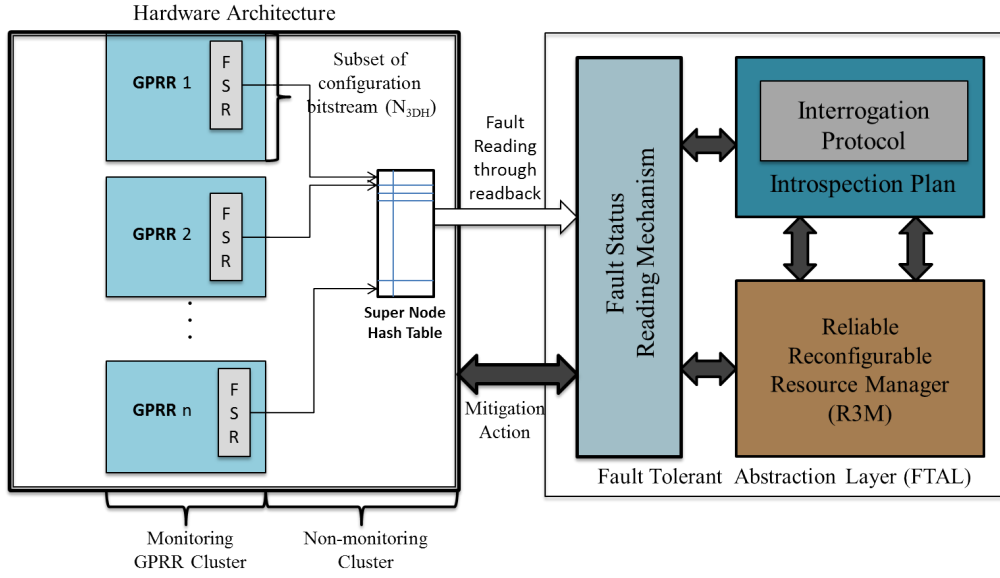 Hardware Architecture
GPRR 1
F
S
R
Subset of
configuration
bitstream (N3DH)
GPRR 2
F
S
R
GPRR n
F
S
R
Super Node
Hash Table
Fault
Reading
through
readback
Mitigation
Action
Fault Status
Reading Mechanism
Interrogation
Protocol
Introspection Plan
Reliable
Reconfigurable
Resource Manager
(R3M)
Fault Tolerant Abstraction Layer (FTAL)
Monitoring
GPRR Cluster
Non-monitoring
Cluster